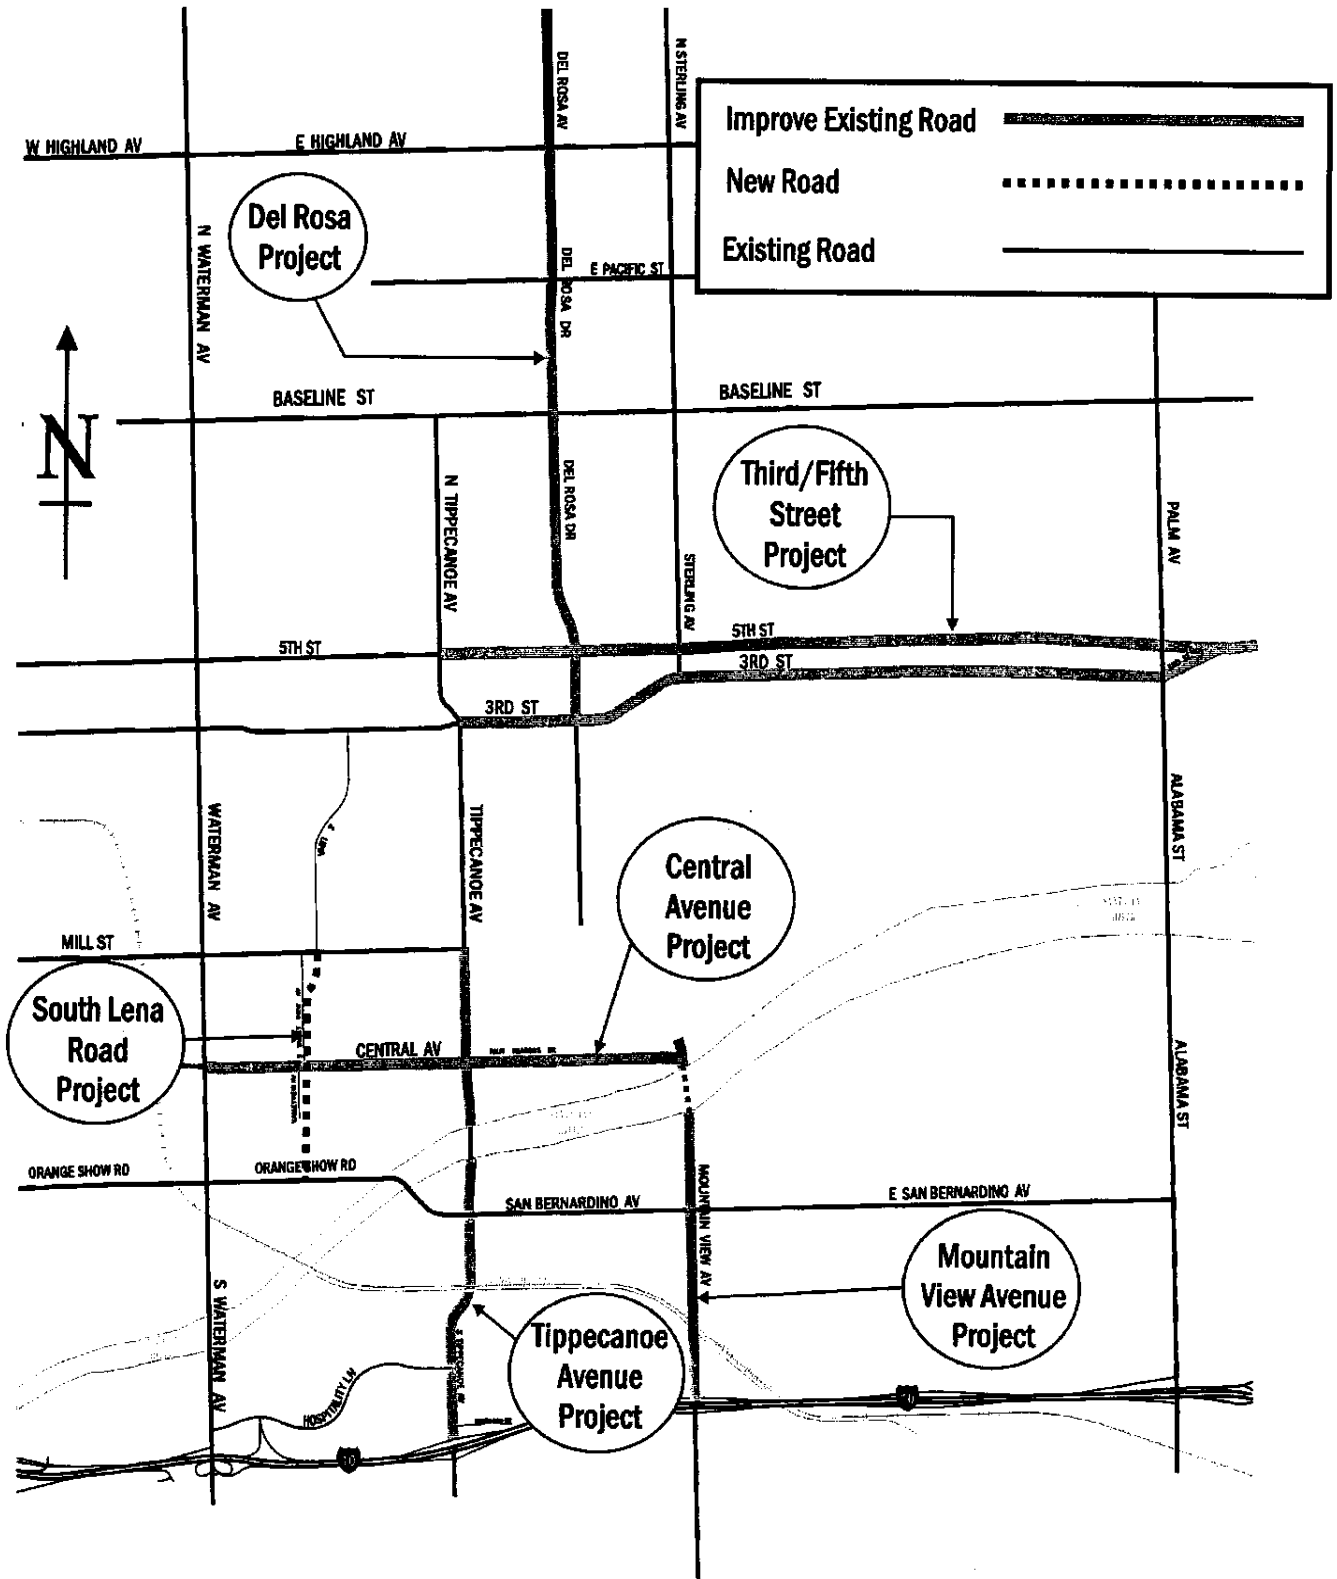 DEL ROSA AV
N STERLING AV
Improve Existing Road
New Road
Existing Road
W HIGHLAND AV
E HIGHLAND AV
Del Rosa
Project
N WATERMAN AV
DEL ROSA DR
E PACIFIC ST
N
BASELINE ST
BASELINE ST
N TIPPECANOE AV
DEL ROSA DR
Third/Fifth
Street
Project
PALM AV
STERLING AV
5TH ST
5TH ST
3RD ST
3RD ST
WATERMAN AV
TIPPECANOE AV
ALABAMA ST
Central
Avenue
Project
MILL ST
South Lena
Road
Project
CENTRAL AV
ALABAMA ST
ORANGE SHOW RD
ORANGE SHOW RD
SAN BERNARDINO AV
E SAN BERNARDINO AV
MOUNTAIN VIEW AV
Mountain
View Avenue
Project
S WATERMAN AV
Tippecanoe
Avenue
Project
S TIPPECANOE AV
HOSPITALITY LN